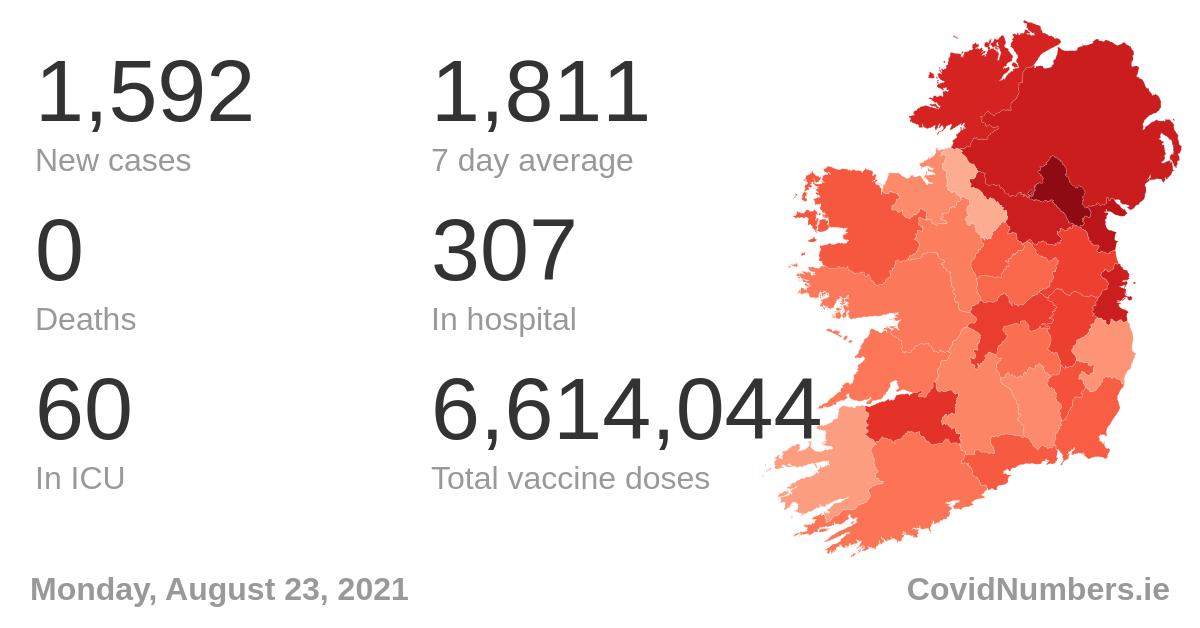 1,592
New cases
1,811
7 day average
0
Deaths
307
In hospital
60
In ICU
6,614,044
Total vaccine doses
Monday, August 23, 2021
CovidNumbers.ie